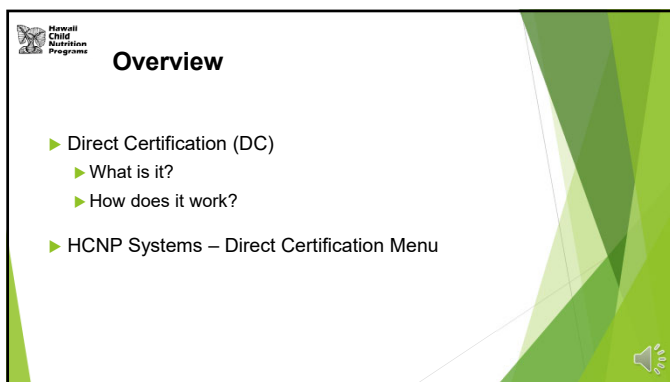 Hawaii
Child
Nutrition
Programs
Overview
Direct Certification (DC)
What is it?
How does it work?
HCNP Systems – Direct Certification Menu